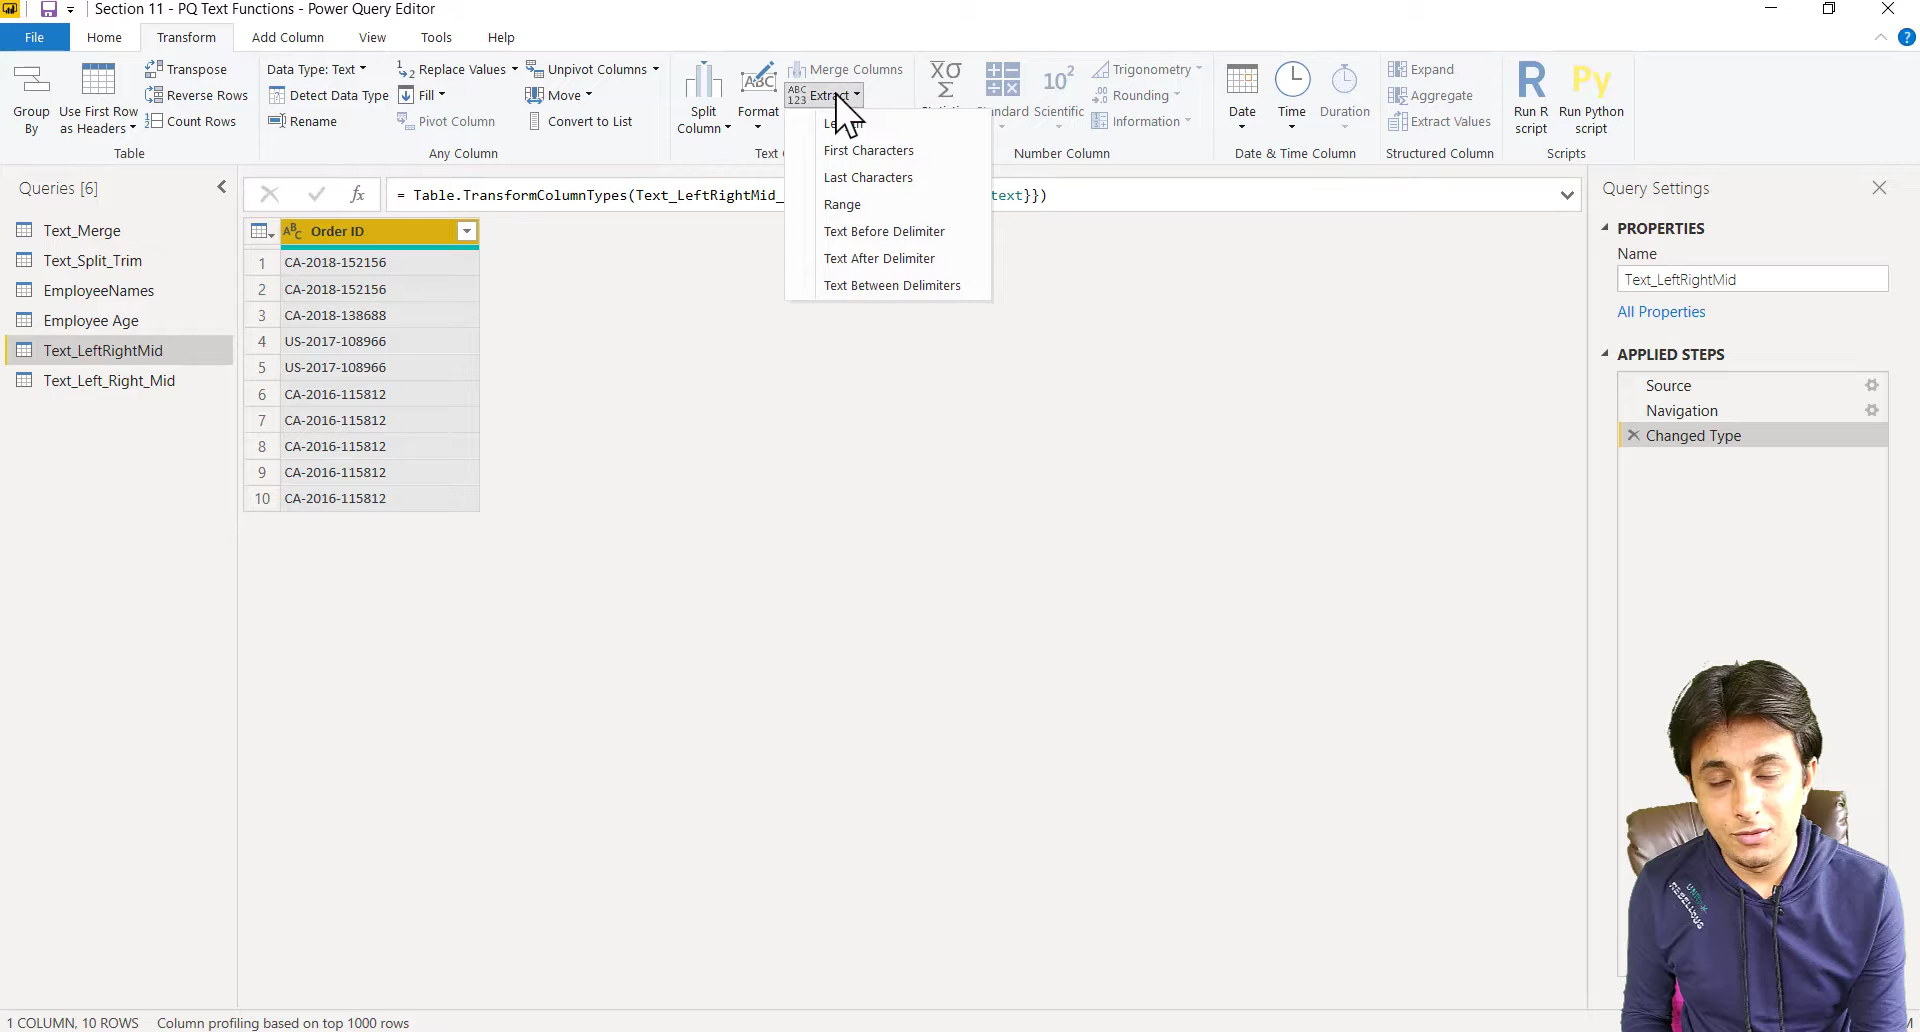 Section 11 - PQ Text Functions - Power Query Editor
File Home Transform Add Column View Tools Help
Group By
Use First Row as Headers
Transpose
Reverse Rows
Count Rows
Table
Data Type: Text
Detect Data Type
Rename
Replace Values
Fill
Pivot Column
Unpivot Columns
Move
Convert to List
Any Column
Split Column
Format
ABC
Merge Columns
ABC 123 Extract
Length
First Characters
Last Characters
Range
Text Before Delimiter
Text After Delimiter
Text Between Delimiters
Scientific
Trigonometry
Rounding
Information
Number Column
Date
Time
Duration
Date & Time Column
Expand
Aggregate
Extract Values
Structured Column
R
Run R script
Py
Run Python script
Scripts
Queries [6]
Text_Merge
Text_Split_Trim
EmployeeNames
Employee Age
Text_LeftRightMid
Text_Left_Right_Mid
fx = Table.TransformColumnTypes(Text_LeftRightMid_ text}})
Order ID
1 CA-2018-152156
2 CA-2018-152156
3 CA-2018-138688
4 US-2017-108966
5 US-2017-108966
6 CA-2016-115812
7 CA-2016-115812
8 CA-2016-115812
9 CA-2016-115812
10 CA-2016-115812
Query Settings
PROPERTIES
Name
Text_LeftRightMid
All Properties
APPLIED STEPS
Source
Navigation
Changed Type
UNITE
REBELLIOUS
1 COLUMN, 10 ROWS Column profiling based on top 1000 rows